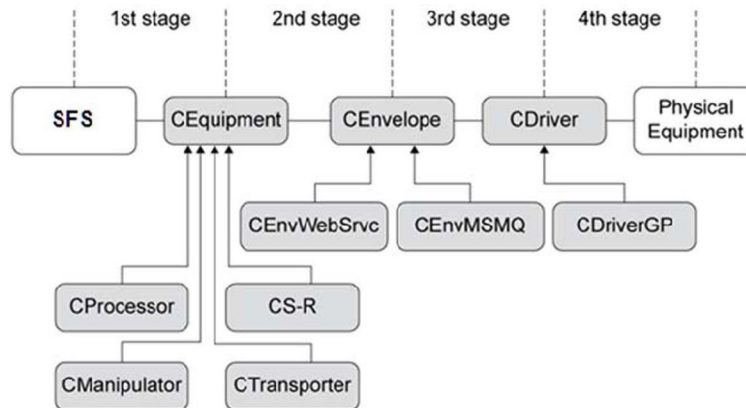 1st stage 2nd stage 3rd stage 4th stage
SFS CEquipment CEnvelope CDriver Physical
Equipment
CEnvWebSrvc CEnvMSMQ CDriverGP
CProcessor CS-R
CManipulator CTransporter